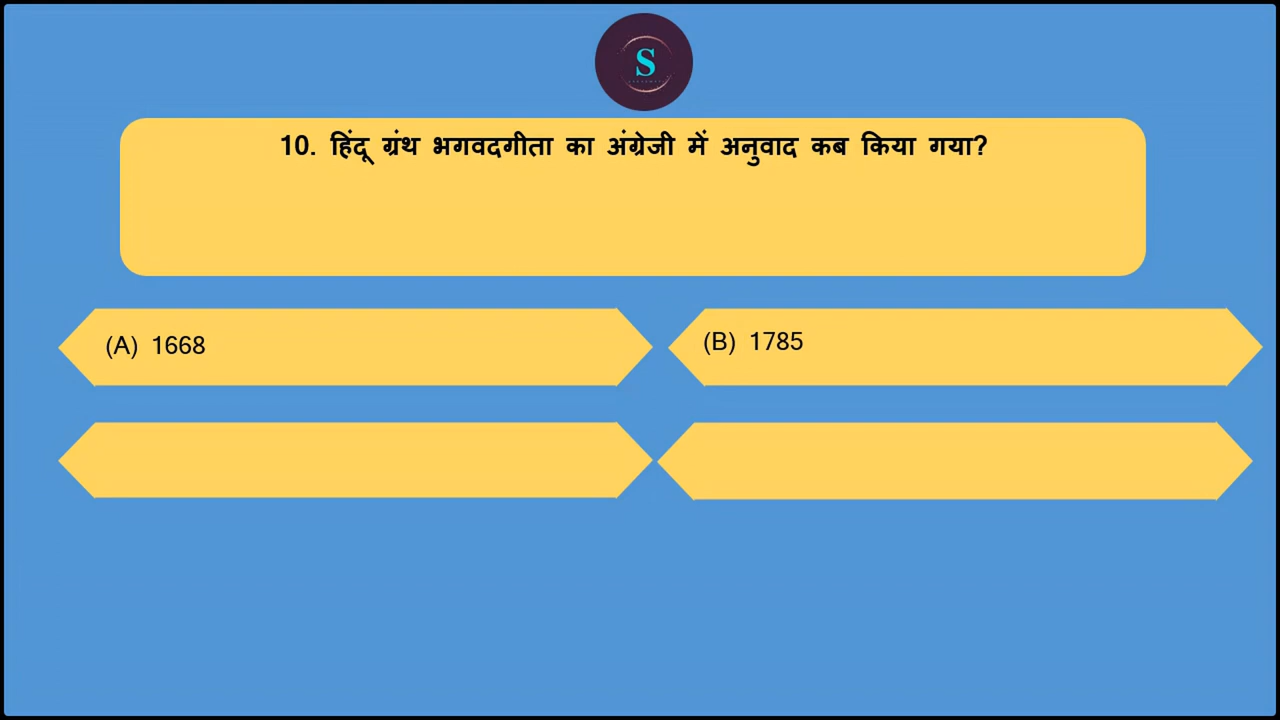 S
10. हिंदू ग्रंथ भगवदगीता का अंग्रेजी में अनुवाद कब किया गया?
(A) 1668
(B) 1785